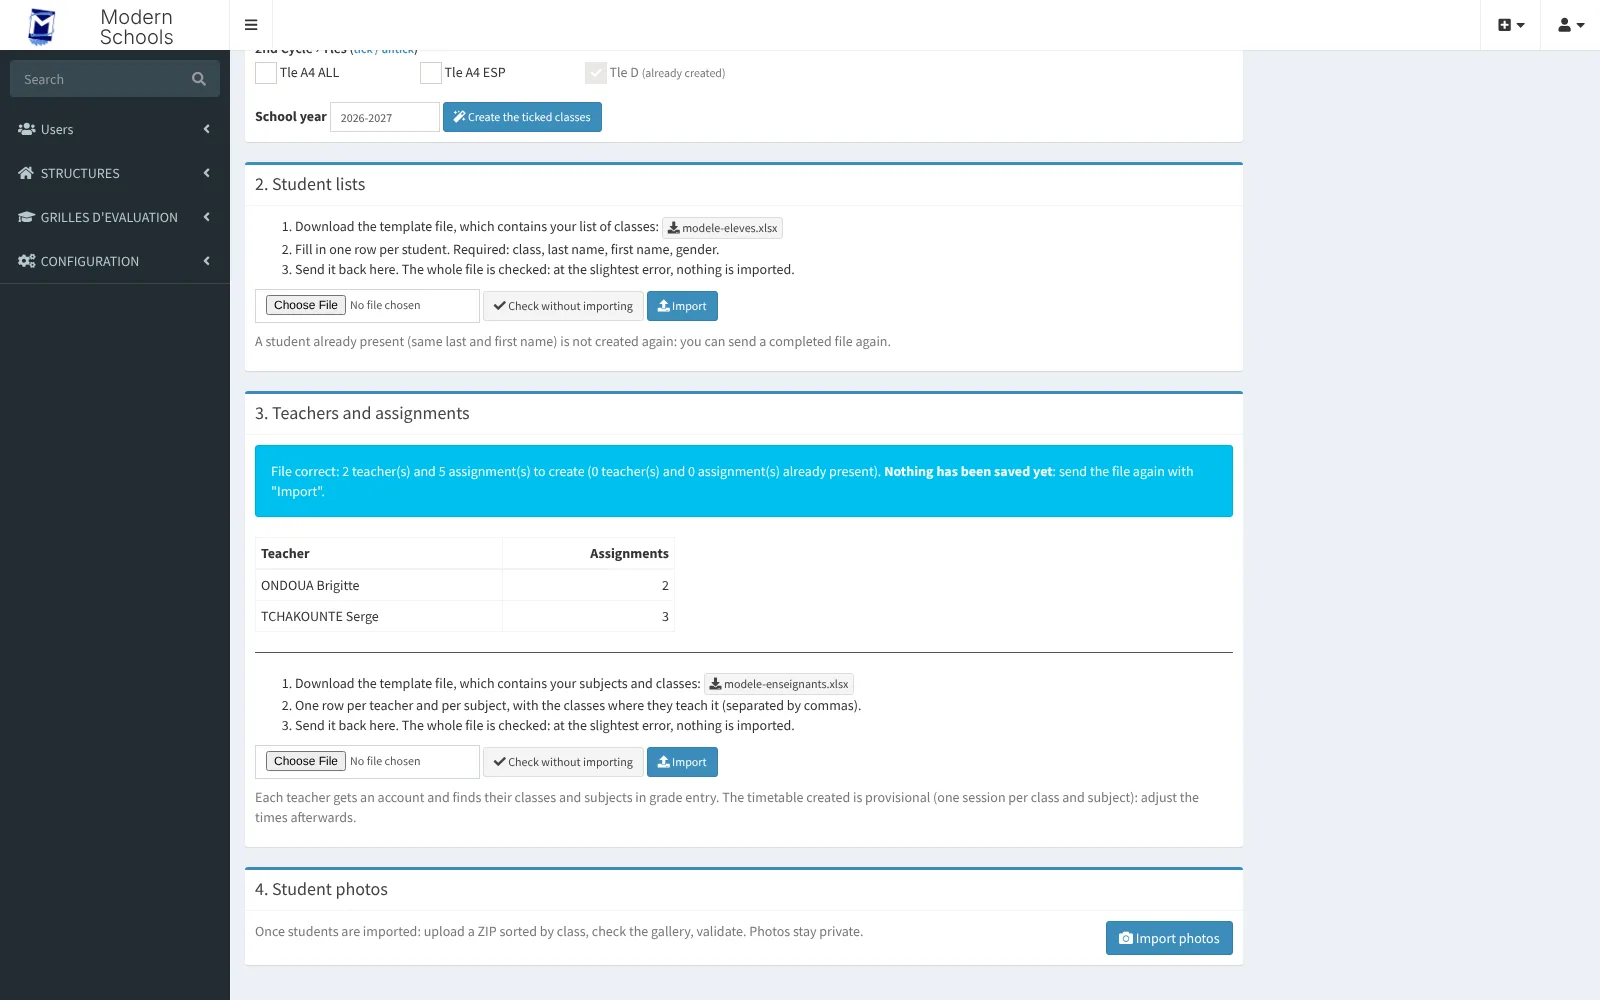 Modern
Schools
Search
Users
STRUCTURES
GRILLES D'EVALUATION
CONFIGURATION
2nd Cycle › Tles (tick / untick)
Tle A4 ALL
Tle A4 ESP
Tle D (already created)
School year 2026-2027 Create the ticked classes
2. Student lists
1. Download the template file, which contains your list of classes: modele-eleves.xlsx
2. Fill in one row per student. Required: class, last name, first name, gender.
3. Send it back here. The whole file is checked: at the slightest error, nothing is imported.
Choose File No file chosen Check without importing Import
A student already present (same last and first name) is not created again: you can send a completed file again.
3. Teachers and assignments
File correct: 2 teacher(s) and 5 assignment(s) to create (0 teacher(s) and 0 assignment(s) already present). Nothing has been saved yet: send the file again with
"Import".
Teacher Assignments
ONDOUA Brigitte 2
TCHAKOUNTE Serge 3
1. Download the template file, which contains your subjects and classes: modele-enseignants.xlsx
2. One row per teacher and per subject, with the classes where they teach it (separated by commas).
3. Send it back here. The whole file is checked: at the slightest error, nothing is imported.
Choose File No file chosen Check without importing Import
Each teacher gets an account and finds their classes and subjects in grade entry. The timetable created is provisional (one session per class and subject): adjust the
times afterwards.
4. Student photos
Once students are imported: upload a ZIP sorted by class, check the gallery, validate. Photos stay private.
Import photos